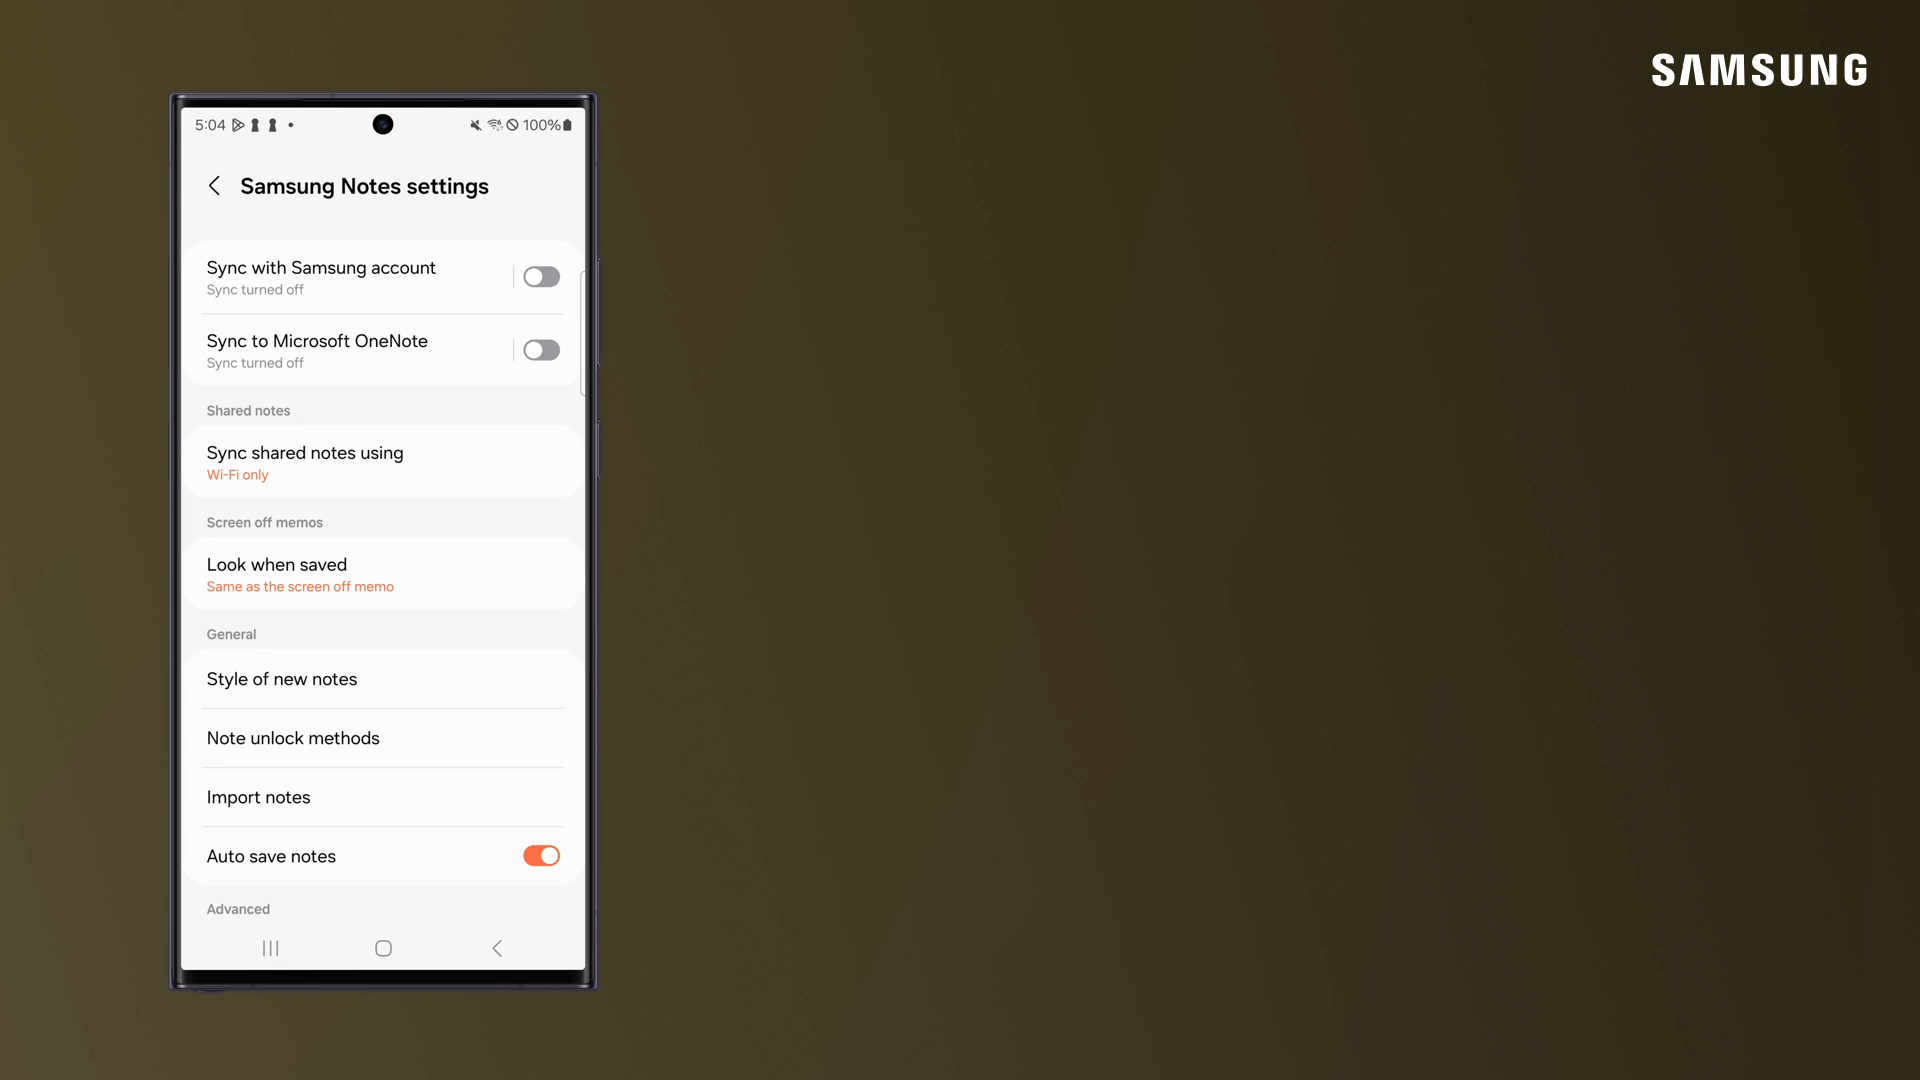 SAMSUNG
5:04
100%
Samsung Notes settings
Sync with Samsung account
Sync turned off
Sync to Microsoft OneNote
Sync turned off
Shared notes
Sync shared notes using
Wi-Fi only
Screen off memos
Look when saved
Same as the screen off memo
General
Style of new notes
Note unlock methods
Import notes
Auto save notes
Advanced